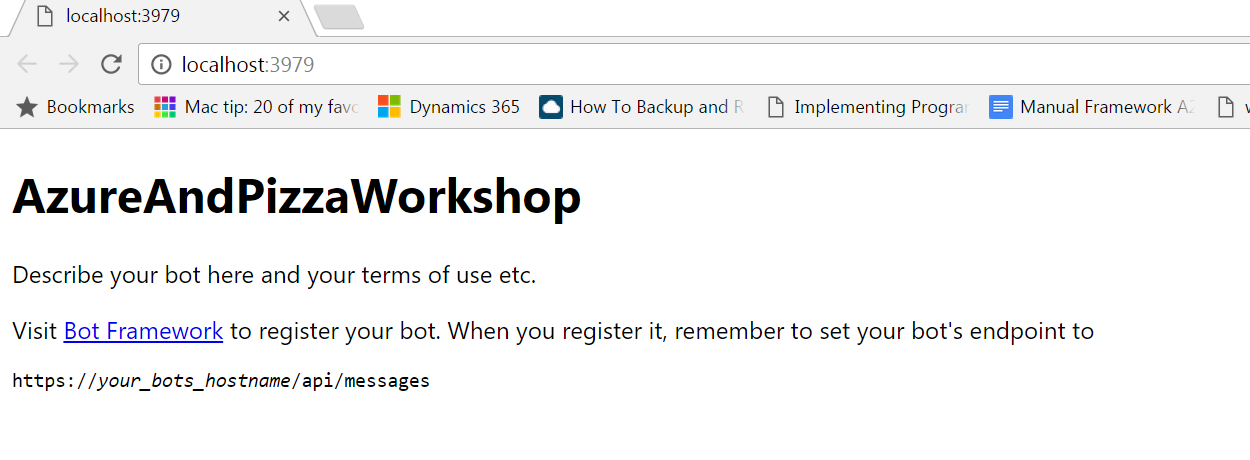 localhost:3979
localhost:3979
Bookmarks Mac tip: 20 of my favo Dynamics 365 How To Backup and R Implementing Progra Manual Framework AZ
AzureAndPizzaWorkshop
Describe your bot here and your terms of use etc.
Visit Bot Framework to register your bot. When you register it, remember to set your bot's endpoint to
https://your_bots_hostname/api/messages